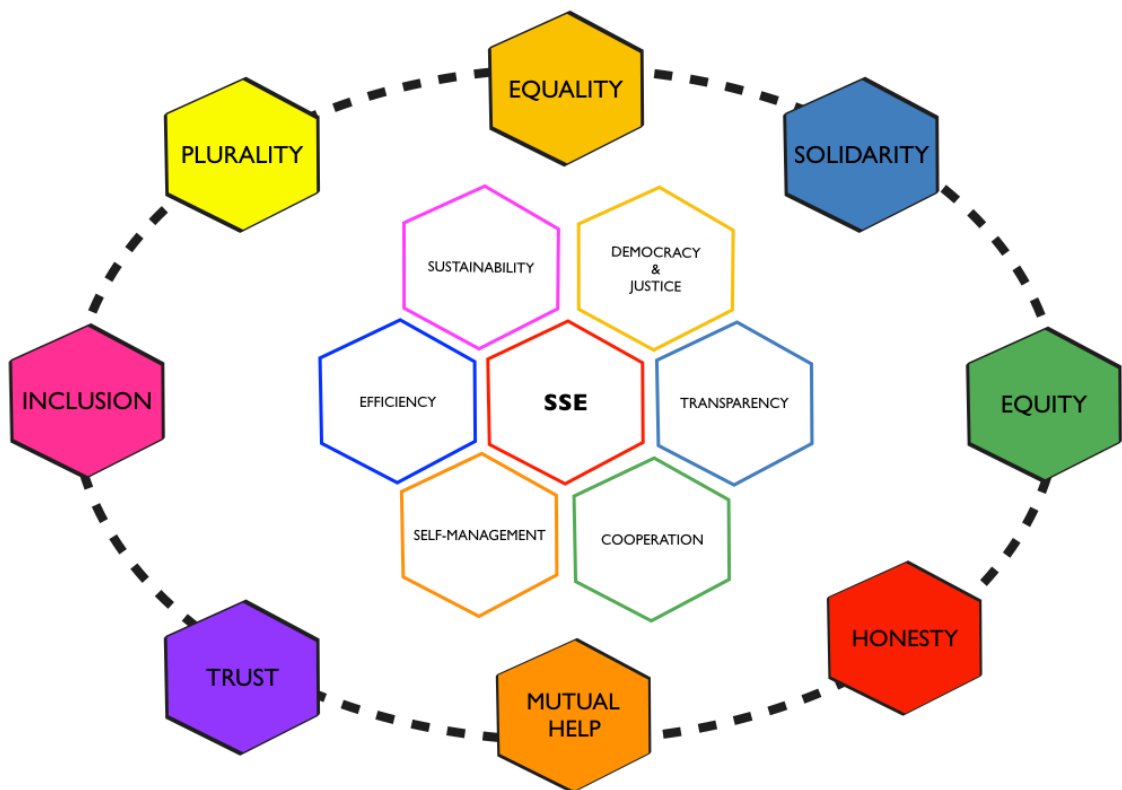 EQUALITY
PLURALITY
SOLIDARITY
SUSTAINABILITY
DEMOCRACY
&
JUSTICE
INCLUSION
EFFICIENCY
SSE
TRANSPARENCY
EQUITY
SELF-MANAGEMENT
COOPERATION
HONESTY
TRUST
MUTUAL
HELP